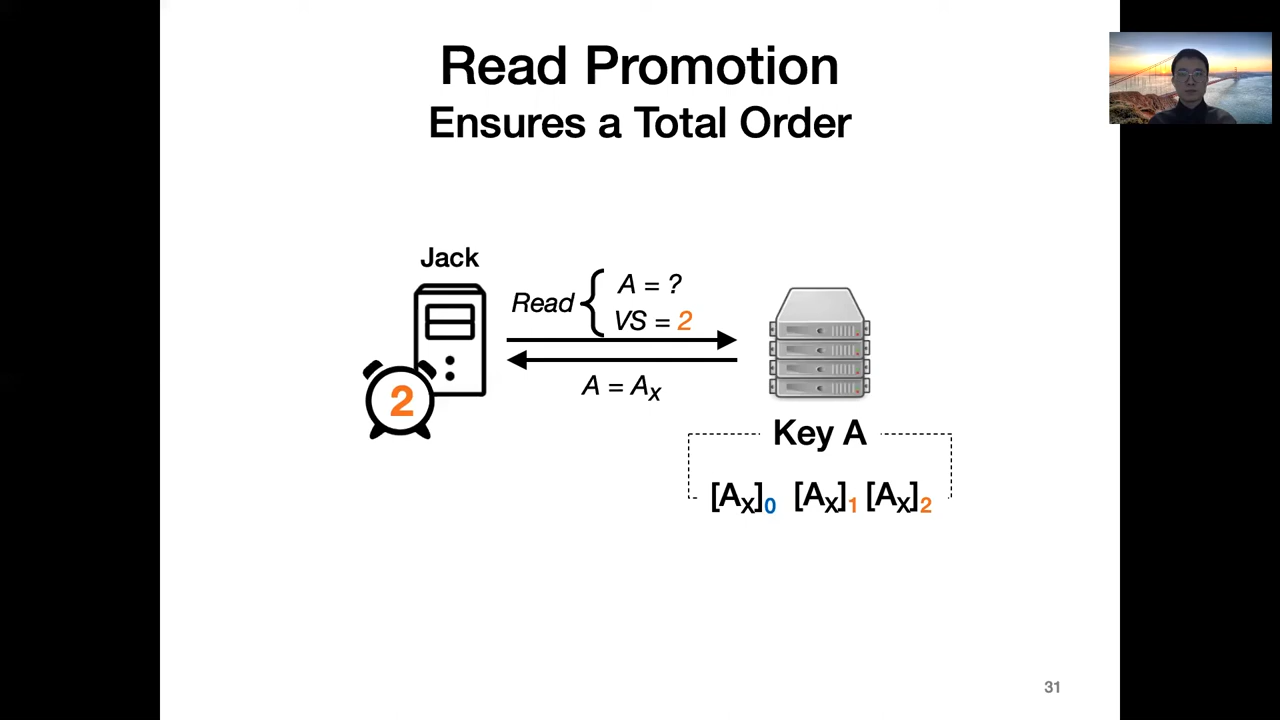 Read Promotion
Ensures a Total Order
Jack
Read { A = ?
VS = 2
A = Aₓ
2
Key A
[Aₓ]₀ [Aₓ]₁ [Aₓ]₂
31